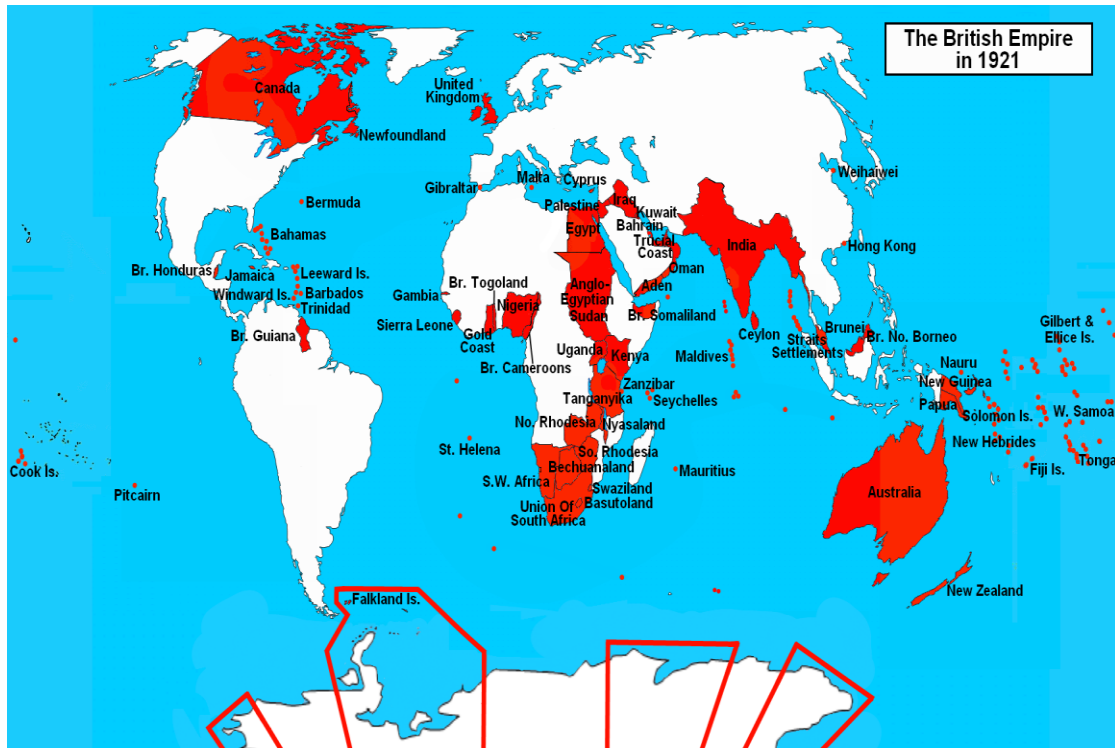 The British Empire
in 1921
Canada
United
Kingdom
Newfoundland
Weihaiwei
Gibraltar
Malta
Cyprus
Palestine
Iraq
Bermuda
Egypt
Kuwait
Bahrain
Trucial
Coast
India
Hong Kong
Bahamas
Br. Honduras
Jamaica
Leeward Is.
Windward Is.
Barbados
Trinidad
Br. Guiana
Gambia
Br. Togoland
Nigeria
Anglo-
Egyptian
Sudan
Oman
Aden
Br. Somaliland
Sierra Leone
Gold
Coast
Br. Cameroons
Uganda
Kenya
Maldives
Ceylon
Straits
Settlements
Brunei
Br. No. Borneo
Gilbert &
Ellice Is.
Nauru
New Guinea
Papua
Solomon Is.
W. Samoa
Zanzibar
Tanganyika
Seychelles
No. Rhodesia
Nyasaland
St. Helena
So. Rhodesia
Bechuanaland
S.W. Africa
Swaziland
Basutoland
Union Of
South Africa
Mauritius
New Hebrides
Fiji Is.
Tonga
Cook Is.
Pitcairn
Australia
New Zealand
Falkland Is.